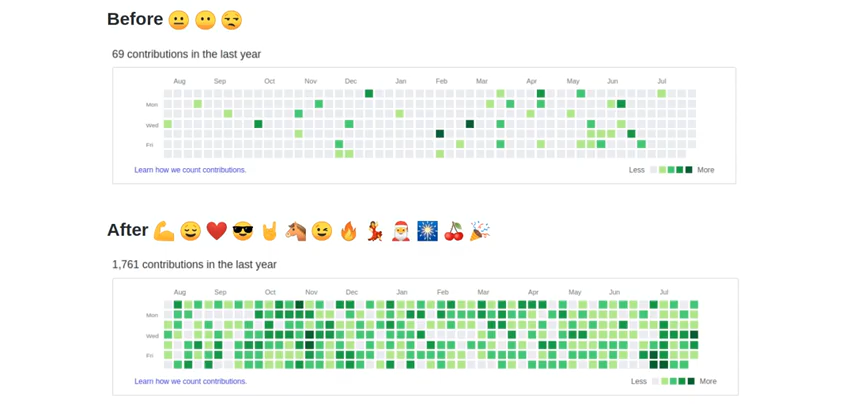 Before 😐 😶 😒
69 contributions in the last year
Aug Sep Oct Nov Dec Jan Feb Mar Apr May Jun Jul
Mon
Wed
Fri
Learn how we count contributions. Less More
After 💪 😌 ❤️ 😎 🤘 🐴 😉 🔥 💃 🎅 🎆 🍒 🎉
1,761 contributions in the last year
Aug Sep Oct Nov Dec Jan Feb Mar Apr May Jun Jul
Mon
Wed
Fri
Learn how we count contributions. Less More